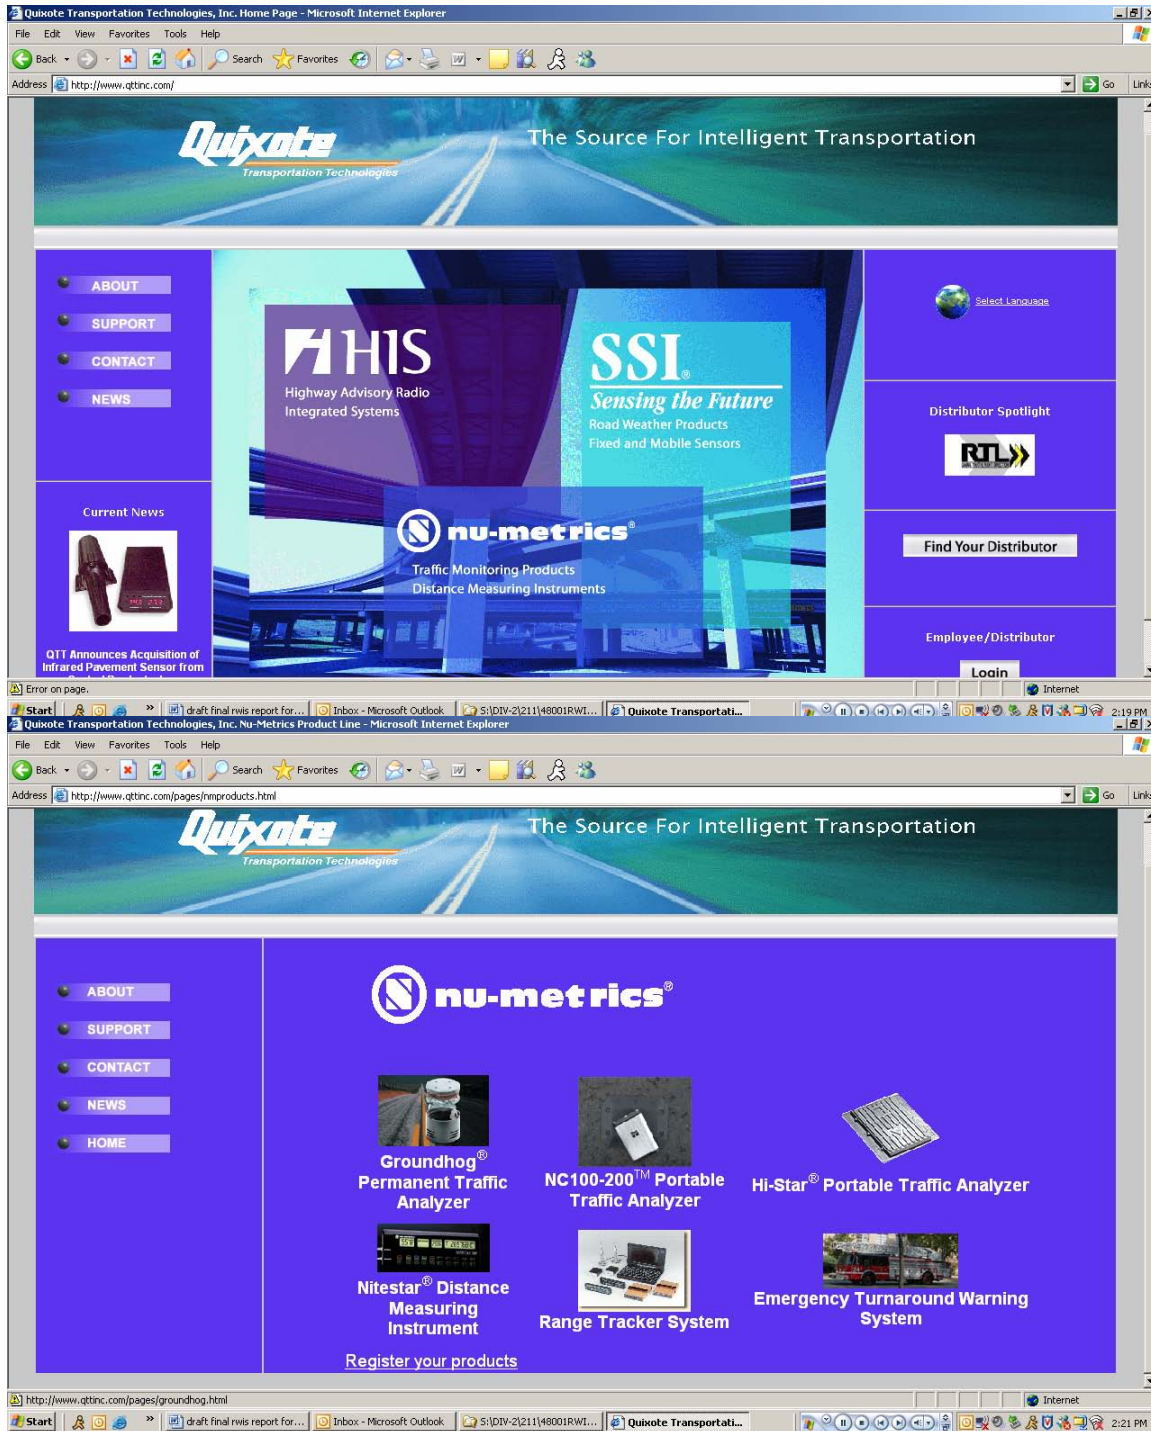 Quixote Transportation Technologies, Inc. Home Page - Microsoft Internet Explorer
File Edit View Favorites Tools Help
Back Search Favorites
Address http://www.qttinc.com/ Go Links
Quixote
Transportation Technologies
The Source For Intelligent Transportation
ABOUT
SUPPORT
CONTACT
NEWS
HIS
Highway Advisory Radio
Integrated Systems
SSI®
Sensing the Future
Road Weather Products
Fixed and Mobile Sensors
nu-metrics®
Traffic Monitoring Products
Distance Measuring Instruments
Select Language
Distributor Spotlight
RTL
Find Your Distributor
Employee/Distributor
Login
Current News
QTT Announces Acquisition of
Infrared Pavement Sensor from
Error on page. Internet
Start draft final rwis report for... Inbox - Microsoft Outlook S:\DIV-2\211\48001RWI... Quixote Transportati... 2:19 PM
Quixote Transportation Technologies, Inc. Nu-Metrics Product Line - Microsoft Internet Explorer
File Edit View Favorites Tools Help
Back Search Favorites
Address http://www.qttinc.com/pages/nmproducts.html Go Links
Quixote
Transportation Technologies
The Source For Intelligent Transportation
ABOUT
SUPPORT
CONTACT
NEWS
HOME
nu-metrics®
Groundhog®
Permanent Traffic
Analyzer
NC100-200™ Portable
Traffic Analyzer
Hi-Star® Portable Traffic Analyzer
Nitestar® Distance
Measuring
Instrument
Range Tracker System
Emergency Turnaround Warning
System
Register your products
http://www.qttinc.com/pages/groundhog.html Internet
Start draft final rwis report for... Inbox - Microsoft Outlook S:\DIV-2\211\48001RWI... Quixote Transportati... 2:21 PM